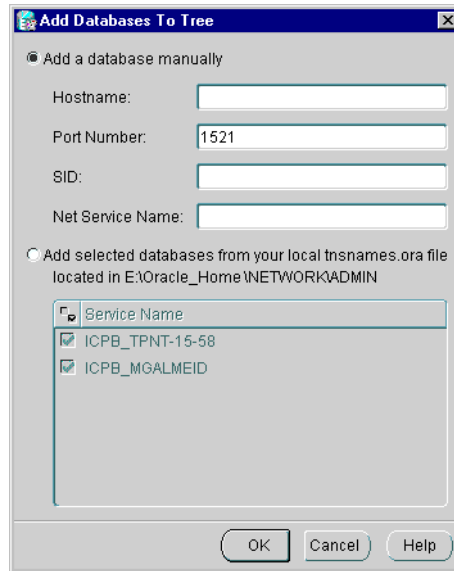 Add Databases To Tree
Add a database manually
Hostname:
Port Number: 1521
SID:
Net Service Name:
Add selected databases from your local tnsnames.ora file
located in E:\Oracle_Home\NETWORK\ADMIN
Service Name
ICPB_TPNT-15-58
ICPB_MGALMEID
OK Cancel Help